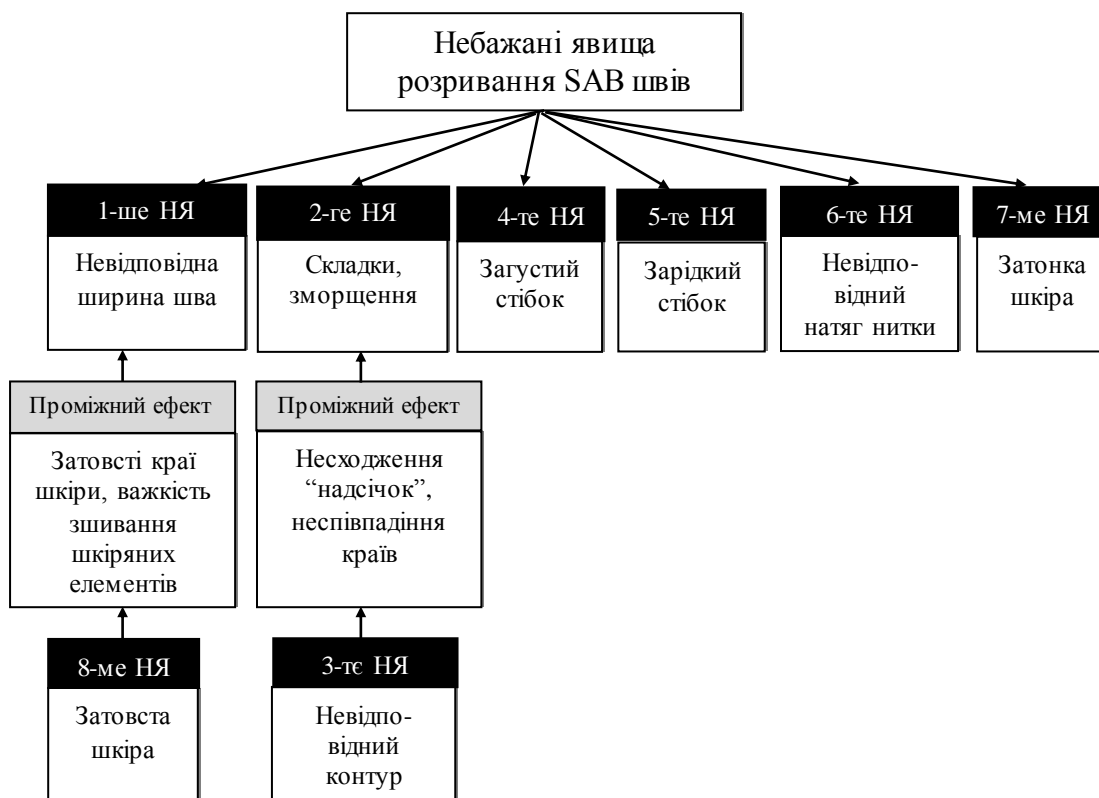 Небажані явища
розривання SAB швів
1-ше НЯ
Невідповідна
ширина шва
2-ге НЯ
Складки,
зморщення
4-те НЯ
Загустий
стібок
5-те НЯ
Зарідкий
стібок
6-те НЯ
Невідпо-
відний
натяг нитки
7-ме НЯ
Затонка
шкіра
Проміжний ефект
Затовсті краї
шкіри, важкість
зшивання
шкіряних
елементів
Проміжний ефект
Несходження
“надсічок”,
неспівпадіння
країв
8-ме НЯ
Затовста
шкіра
3-тє НЯ
Невідпо-
відний
контур